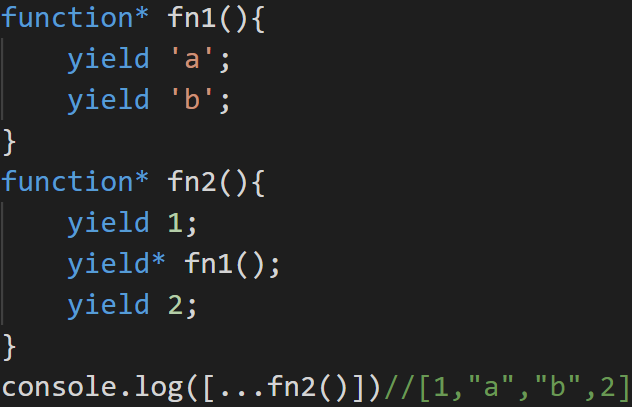 function* fn1(){
    yield 'a';
    yield 'b';
}
function* fn2(){
    yield 1;
    yield* fn1();
    yield 2;
}
console.log([...fn2()])//[1,"a","b",2]